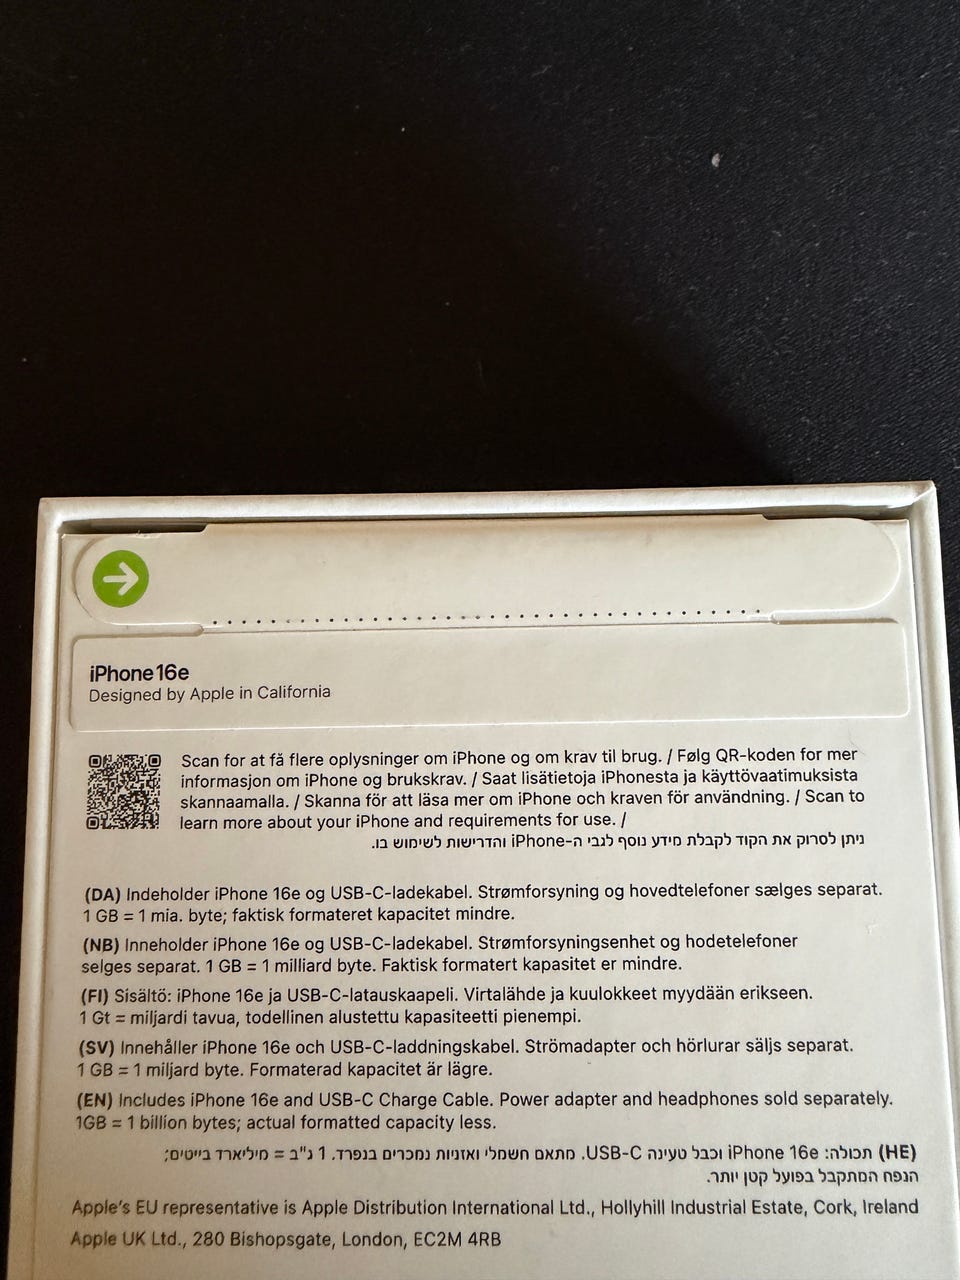 iPhone 16e
Designed by Apple in California
Scan for at få flere oplysninger om iPhone og om krav til brug. / Følg QR-koden for mer
informasjon om iPhone og brukskrav. / Saat lisätietoja iPhonesta ja käyttövaatimuksista
skannaamalla. / Skanna för att läsa mer om iPhone och kraven för användning. / Scan to
learn more about your iPhone and requirements for use. /
ניתן לסרוק את הקוד לקבלת מידע נוסף לגבי ה-iPhone והדרישות לשימוש בו.
(DA) Indeholder iPhone 16e og USB-C-ladekabel. Strømforsyning og hovedtelefoner sælges separat.
1 GB = 1 mia. byte; faktisk formateret kapacitet mindre.
(NB) Inneholder iPhone 16e og USB-C-ladekabel. Strømforsyningsenhet og hodetelefoner
selges separat. 1 GB = 1 milliard byte. Faktisk formatert kapasitet er mindre.
(FI) Sisältö: iPhone 16e ja USB-C-latauskaapeli. Virtalähde ja kuulokkeet myydään erikseen.
1 Gt = miljardi tavua, todellinen alustettu kapasiteetti pienempi.
(SV) Innehåller iPhone 16e och USB-C-laddningskabel. Strömadapter och hörlurar säljs separat.
1 GB = 1 miljard byte. Formaterad kapacitet är lägre.
(EN) Includes iPhone 16e and USB-C Charge Cable. Power adapter and headphones sold separately.
1GB = 1 billion bytes; actual formatted capacity less.
(HE) תכולה: iPhone 16e וכבל טעינה USB-C. מתאם חשמלי ואזניות נמכרים בנפרד. 1 ג"ב = מיליארד בייטים;
הנפח המתקבל בפועל קטן יותר.
Apple's EU representative is Apple Distribution International Ltd., Hollyhill Industrial Estate, Cork, Ireland
Apple UK Ltd., 280 Bishopsgate, London, EC2M 4RB